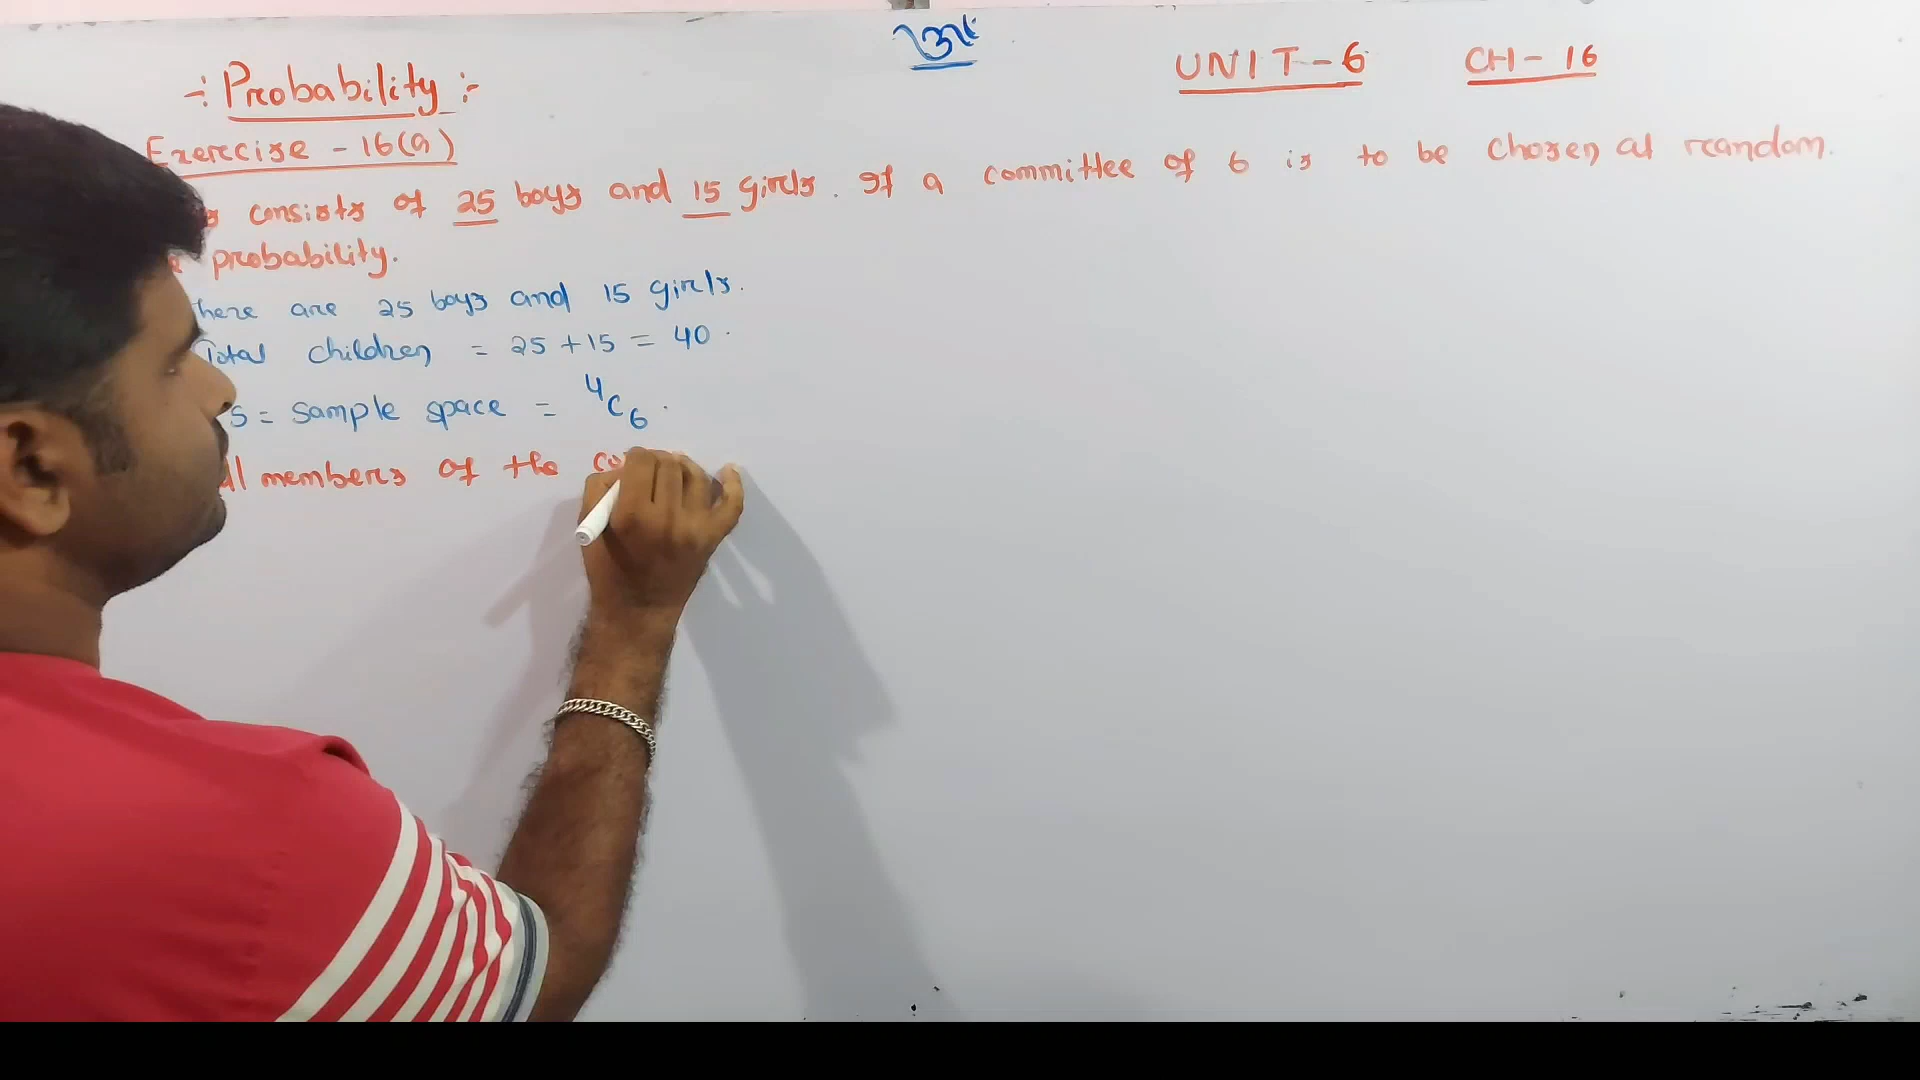 -: Probability :-
UNIT-6 CH-16
Exercise - 16(a)
consists of 25 boys and 15 girls. If a committee of 6 is to be chosen at random.
probability.
are 25 boys and 15 girls.
Total children = 25 + 15 = 40.
S = Sample space = ⁴C₆.
members of the